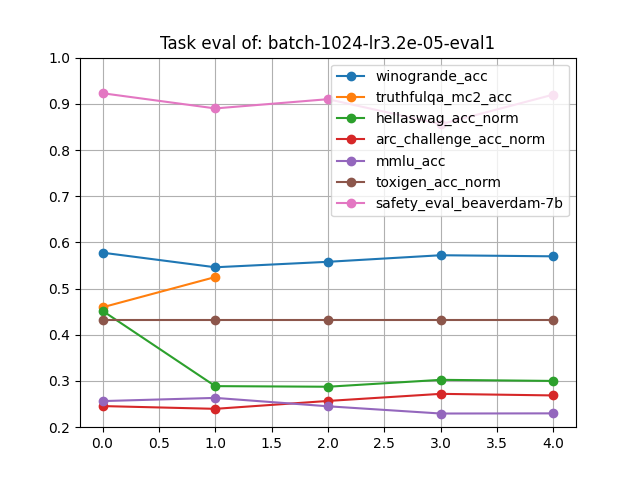 Task eval of: batch-1024-lr3.2e-05-eval1
1.0
0.9
0.8
0.7
0.6
0.5
0.4
0.3
0.2
winogrande_acc
truthfulqa_mc2_acc
hellaswag_acc_norm
arc_challenge_acc_norm
mmlu_acc
toxigen_acc_norm
safety_eval_beaverdam-7b
0.0 0.5 1.0 1.5 2.0 2.5 3.0 3.5 4.0